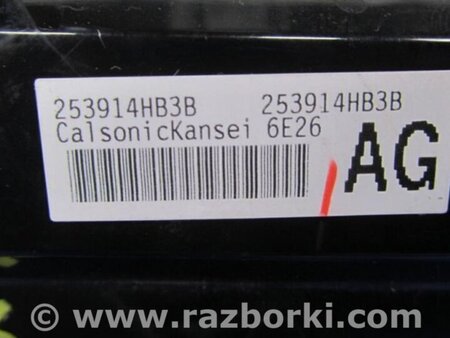 253914HB3B 253914HB3B
CalsonicKansei 6E26
AG
© www.razborki.com